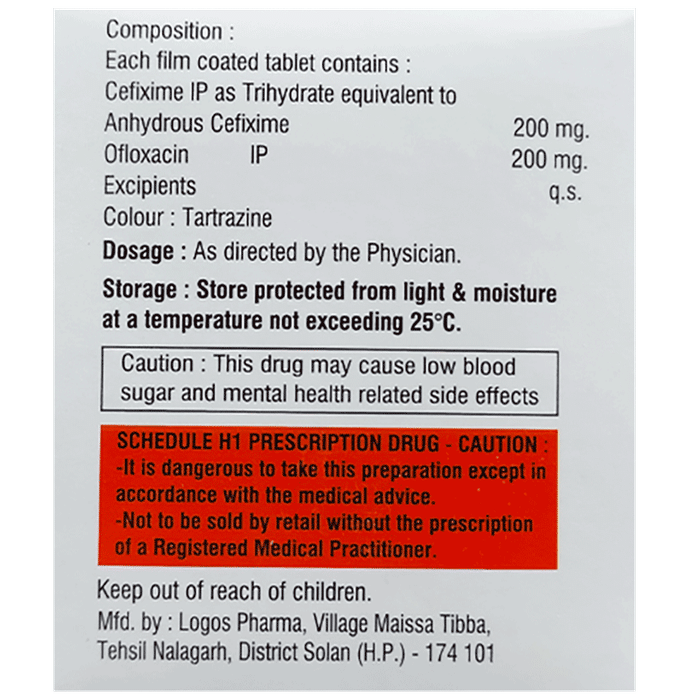 Composition :
Each film coated tablet contains :
Cefixime IP as Trihydrate equivalent to
Anhydrous Cefixime 200 mg.
Ofloxacin IP 200 mg.
Excipients q.s.
Colour : Tartrazine
Dosage : As directed by the Physician.
Storage : Store protected from light & moisture
at a temperature not exceeding 25°C.
Caution : This drug may cause low blood
sugar and mental health related side effects
SCHEDULE H1 PRESCRIPTION DRUG - CAUTION :
-It is dangerous to take this preparation except in
accordance with the medical advice.
-Not to be sold by retail without the prescription
of a Registered Medical Practitioner.
Keep out of reach of children.
Mfd. by : Logos Pharma, Village Maissa Tibba,
Tehsil Nalagarh, District Solan (H.P.) - 174 101